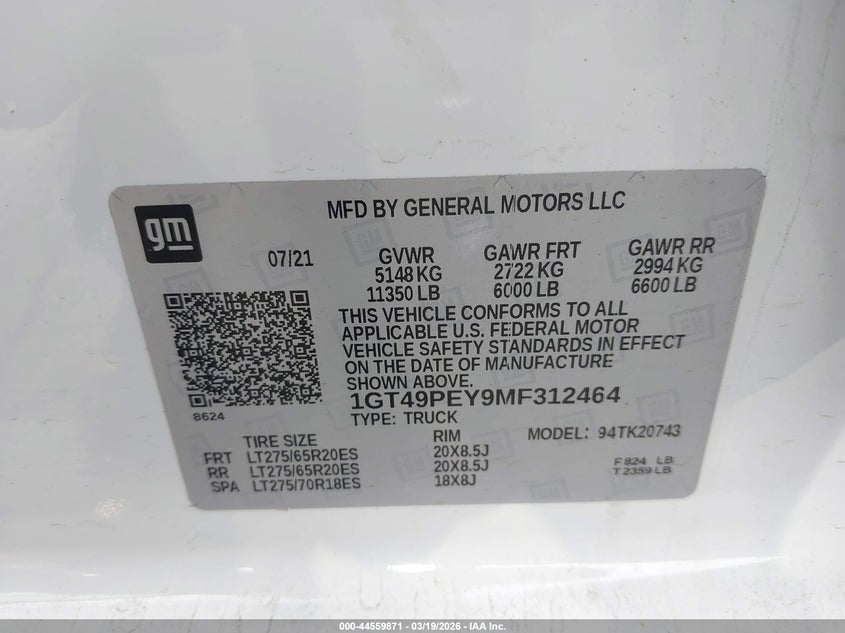 gm
MFD BY GENERAL MOTORS LLC
07/21
GVWR
5148 KG
11350 LB
GAWR FRT
2722 KG
6000 LB
GAWR RR
2994 KG
6600 LB
THIS VEHICLE CONFORMS TO ALL
APPLICABLE U.S. FEDERAL MOTOR
VEHICLE SAFETY STANDARDS IN EFFECT
ON THE DATE OF MANUFACTURE
SHOWN ABOVE.
1GT49PEY9MF312464
8624
TYPE: TRUCK
MODEL: 94TK20743
TIRE SIZE RIM
FRT LT275/65R20ES 20X8.5J
RR LT275/65R20ES 20X8.5J
SPA LT275/70R18ES 18X8J
F 824 LB
T 2359 LB
000-44559871 - 03/19/2026 - IAA Inc.